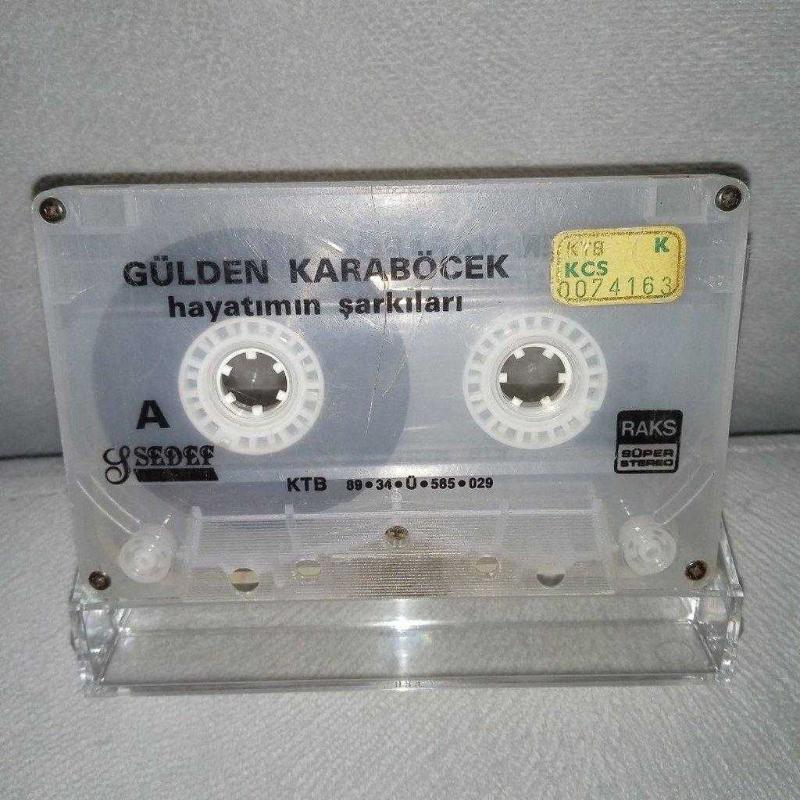 GÜLDEN KARABÖCEK
hayatımın şarkıları
KTB K
KCS
0074163
A
SEDEF
RAKS
SÜPER
STEREO
KTB 89•34•Ü•585•029